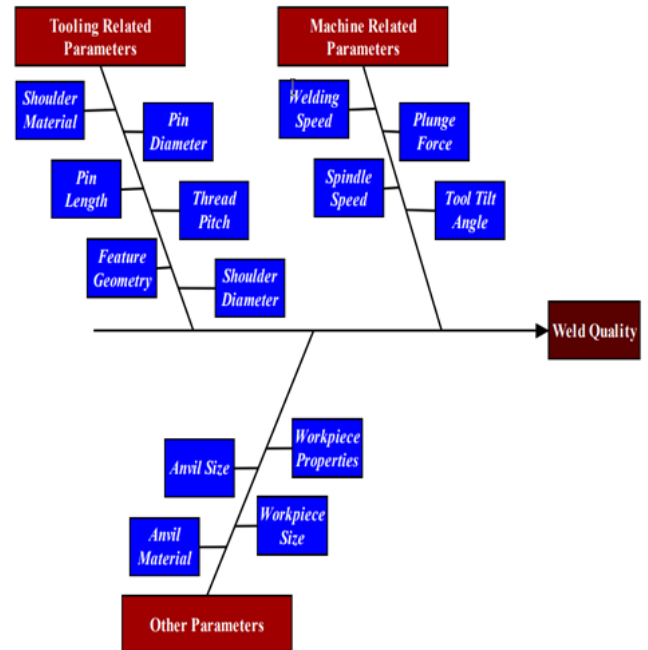 Tooling Related
Parameters
Machine Related
Parameters
Shoulder
Material
Pin
Diameter
Pin
Length
Thread
Pitch
Feature
Geometry
Shoulder
Diameter
Welding
Speed
Plunge
Force
Spindle
Speed
Tool Tilt
Angle
Weld Quality
Workpiece
Properties
Anvil Size
Workpiece
Size
Anvil
Material
Other Parameters